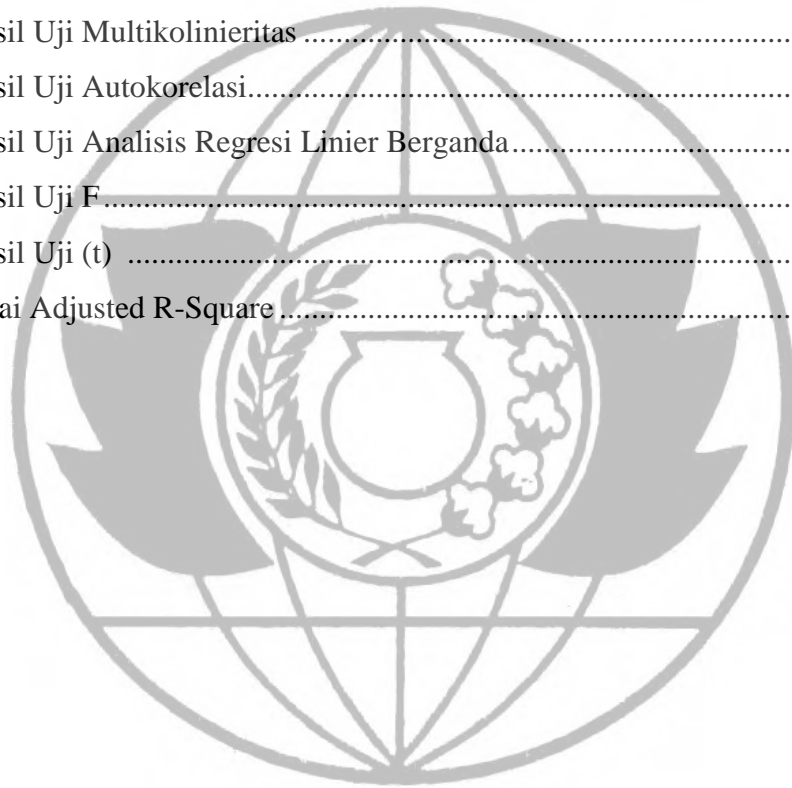 sil Uji Multikolinieritas ........................................................
sil Uji Autokorelasi................................................................
sil Uji Analisis Regresi Linier Berganda..................................
sil Uji F..................................................................................
sil Uji (t) ...............................................................................
ai Adjusted R-Square............................................................